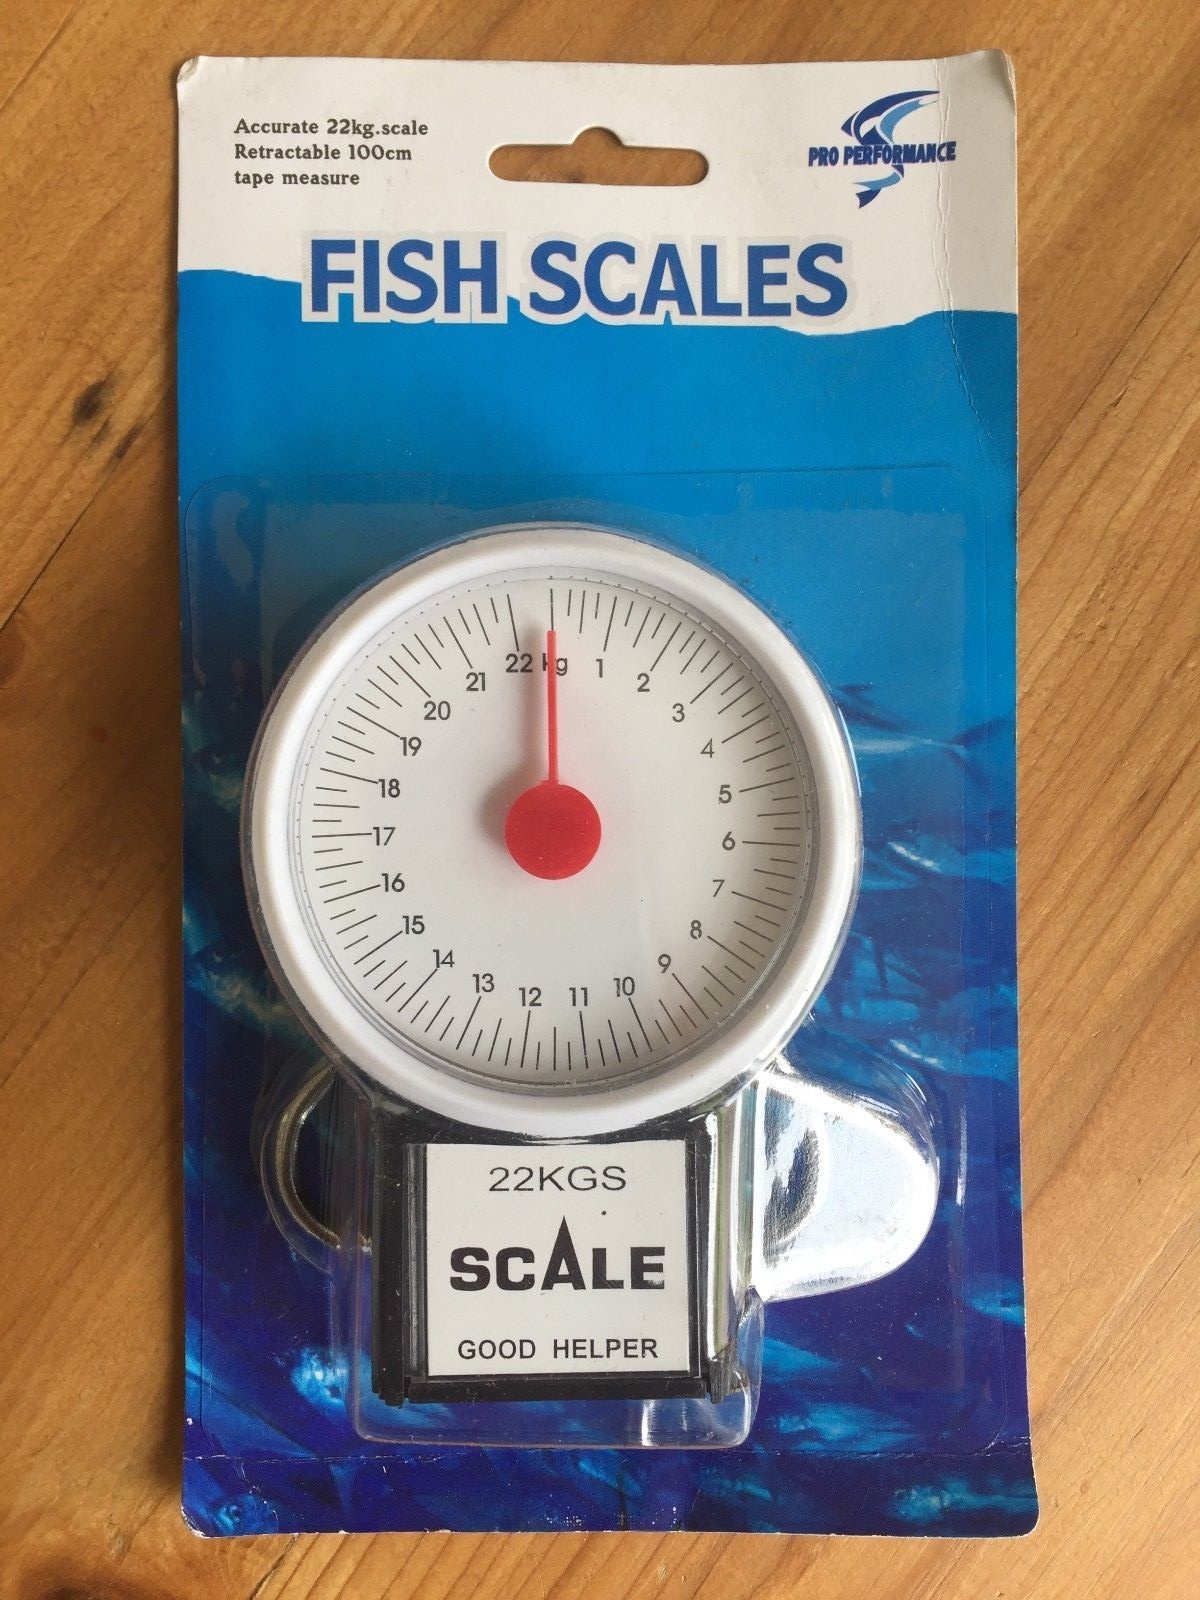 Accurate 22kg.scale
Retractable 100cm
tape measure
PRO PERFORMANCE
FISH SCALES
22 kg 1
21 2
20 3
19 4
18 5
17 6
16 7
15 8
14 9
13 12 11 10
22KGS
SCALE
GOOD HELPER